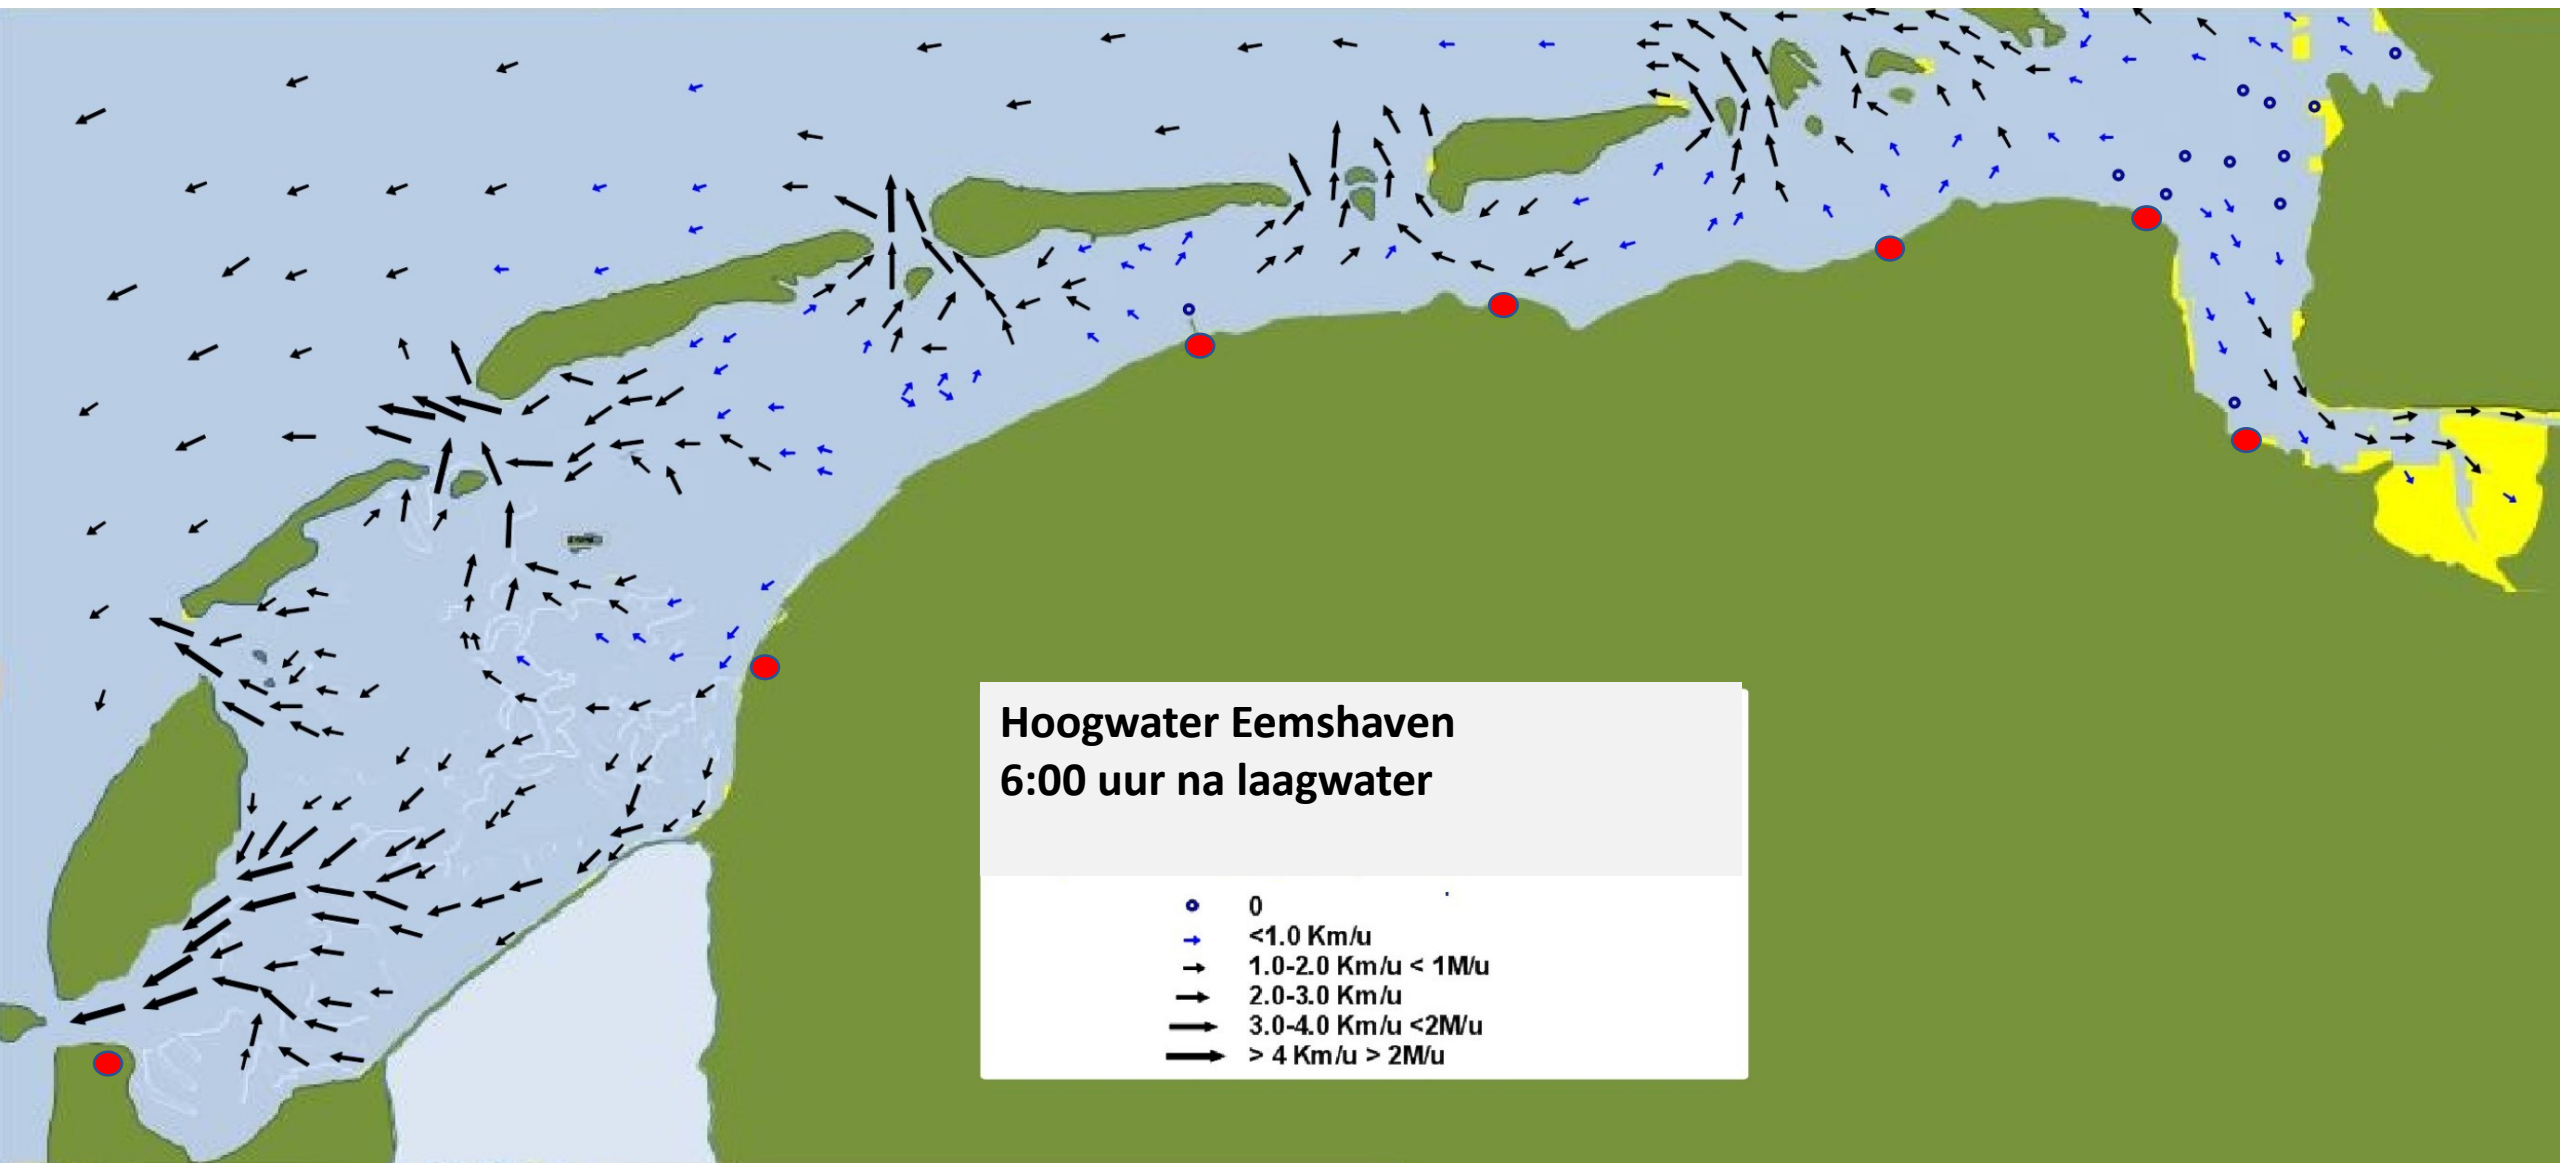 Hoogwater Eemshaven
6:00 uur na laagwater
0
<1.0 Km/u
1.0-2.0 Km/u < 1M/u
2.0-3.0 Km/u
3.0-4.0 Km/u <2M/u
> 4 Km/u > 2M/u